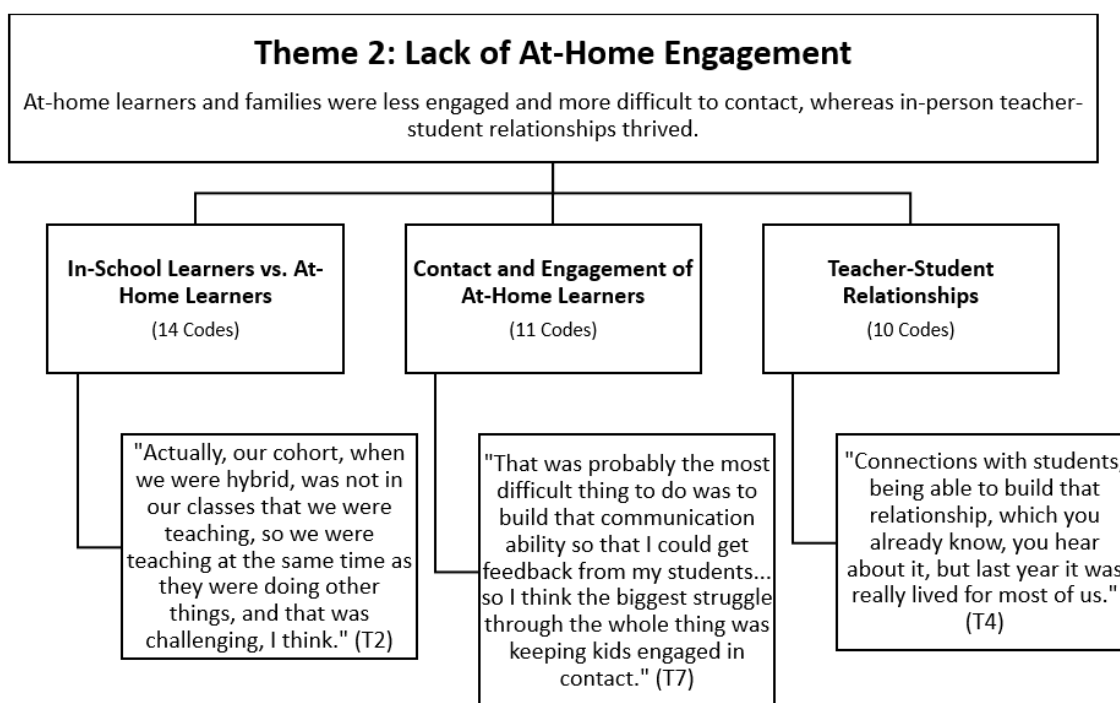 Theme 2: Lack of At-Home Engagement
At-home learners and families were less engaged and more difficult to contact, whereas in-person teacher-
student relationships thrived.
In-School Learners vs. At-
Home Learners
(14 Codes)
Contact and Engagement of
At-Home Learners
(11 Codes)
Teacher-Student
Relationships
(10 Codes)
"Actually, our cohort, when
we were hybrid, was not in
our classes that we were
teaching, so we were
teaching at the same time as
they were doing other
things, and that was
challenging, I think." (T2)
"That was probably the most
difficult thing to do was to
build that communication
ability so that I could get
feedback from my students...
so I think the biggest struggle
through the whole thing was
keeping kids engaged in
contact." (T7)
"Connections with students,
being able to build that
relationship, which you
already know, you hear
about it, but last year it was
really lived for most of us."
(T4)